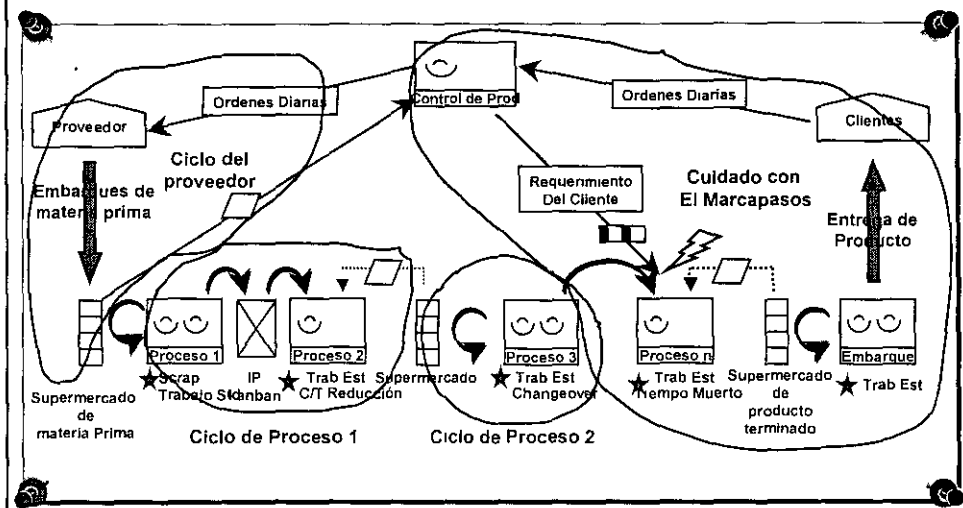 Ordenes Diarias
Control de Prod
Ordenes Diarias
Proveedor
Clientes
Ciclo del
proveedor
Embarques de
materia prima
Requerimiento
Del Cliente
Cuidado con
El Marcapasos
Entrega de
Producto
Proceso 1
Proceso 2
Proceso 3
Proceso n
Embarque
Supermercado
de
materia Prima
Scrap
Trabajo St
IP
Kanban
Trab Est
C/T Reducción
Supermercado
Trab Est
Changeover
Trab Est
Tiempo Muerto
Supermercado
de
producto
terminado
Trab Est
Ciclo de Proceso 1
Ciclo de Proceso 2